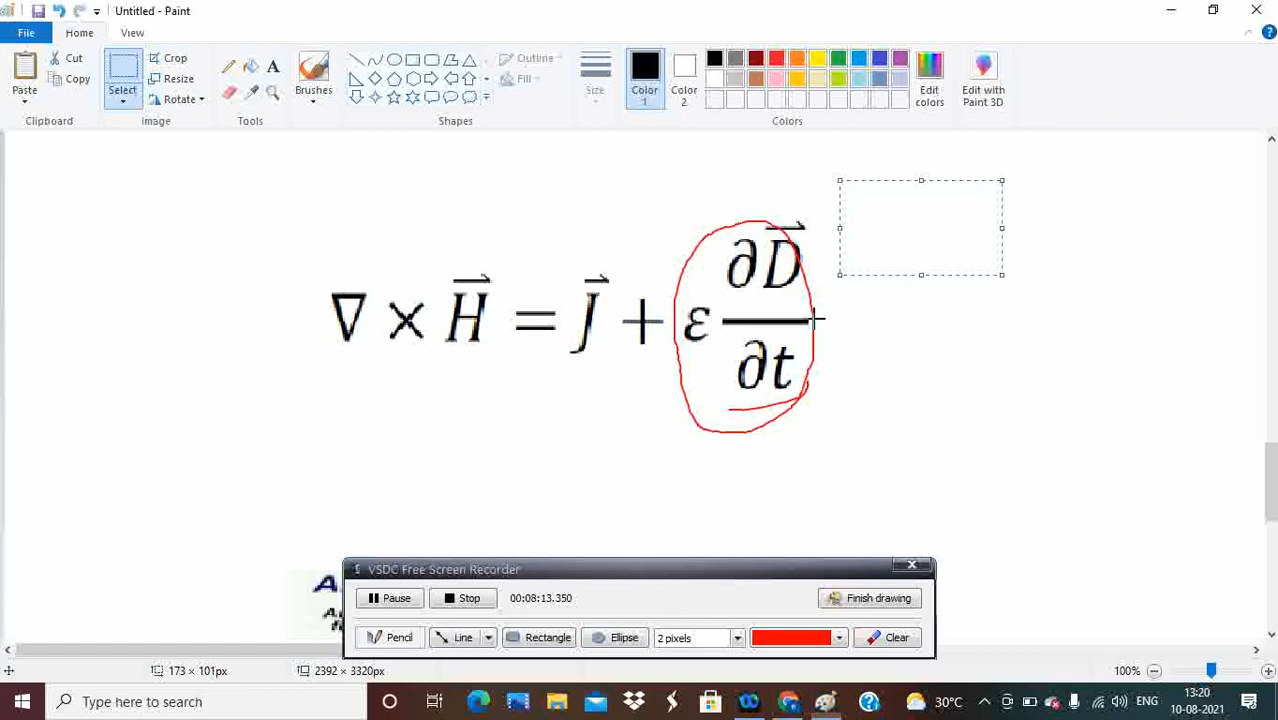 Untitled - Paint
File Home View
Paste
Cut
Copy
Clipboard
Select
Crop
Resize
Rotate
Image
Tools
Brushes
Outline
Fill
Shapes
Size
Color 1
Color 2
Colors
Edit colors
Edit with Paint 3D
∇ × H⃗ = J⃗ + ε ∂D⃗/∂t
VSDC Free Screen Recorder
Pause Stop 00:08:13.350 Finish drawing
Pencil Line Rectangle Ellipse 2 pixels Clear
173 × 101px 2392 × 3320px 100%
Type here to search
30°C ENG 13:20
10-08-2021